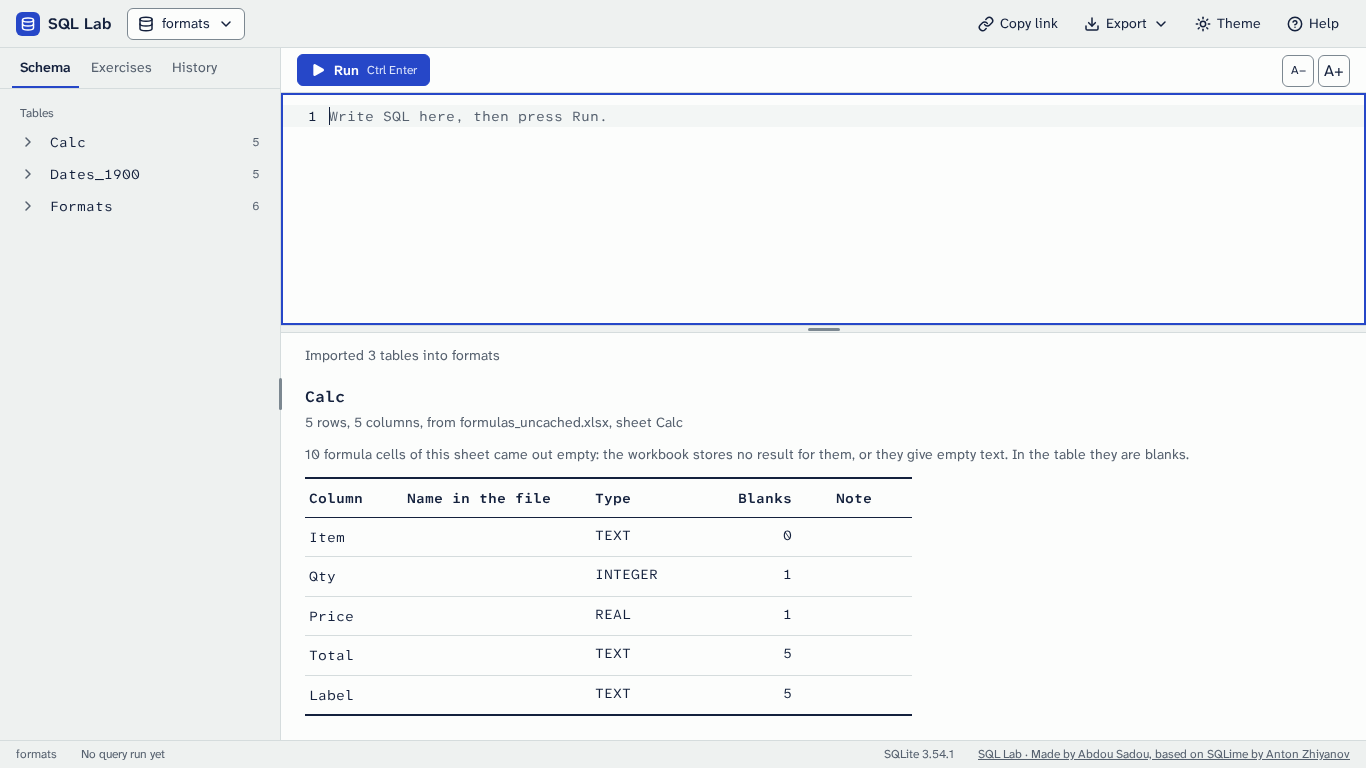 SQL Lab
formats
Copy link
Export
Theme
Help
Schema
Exercises
History
Run Ctrl Enter
A−
A+
Tables
Calc 5
Dates_1900 5
Formats 6
1 Write SQL here, then press Run.
Imported 3 tables into formats
Calc
5 rows, 5 columns, from formulas_uncached.xlsx, sheet Calc
10 formula cells of this sheet came out empty: the workbook stores no result for them, or they give empty text. In the table they are blanks.
Column Name in the file Type Blanks Note
Item TEXT 0
Qty INTEGER 1
Price REAL 1
Total TEXT 5
Label TEXT 5
formats
No query run yet
SQLite 3.54.1
SQL Lab · Made by Abdou Sadou, based on SQLime by Anton Zhiyanov